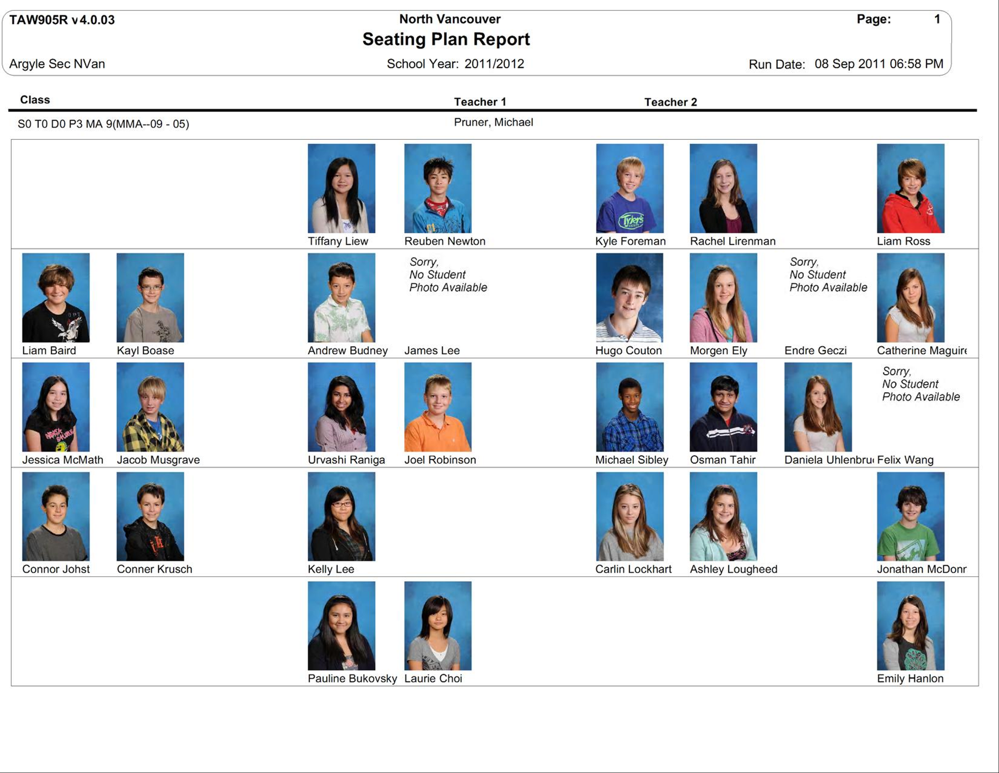 TAW905R v4.0.03
North Vancouver
Page: 1
Seating Plan Report
Argyle Sec NVan
School Year: 2011/2012
Run Date: 08 Sep 2011 06:58 PM
Class Teacher 1 Teacher 2
S0 T0 D0 P3 MA 9(MMA--09 - 05) Pruner, Michael
Tyler's
Tiffany Liew Reuben Newton Kyle Foreman Rachel Lirenman Liam Ross
Sorry,
No Student
Photo Available
Sorry,
No Student
Photo Available
Liam Baird Kayl Boase Andrew Budney James Lee Hugo Couton Morgen Ely Endre Geczi Catherine Maguire
Sorry,
No Student
Photo Available
Jessica McMath Jacob Musgrave Urvashi Raniga Joel Robinson Michael Sibley Osman Tahir Daniela Uhlenbru Felix Wang
Connor Johst Conner Krusch Kelly Lee Carlin Lockhart Ashley Lougheed Jonathan McDonr
Pauline Bukovsky Laurie Choi Emily Hanlon